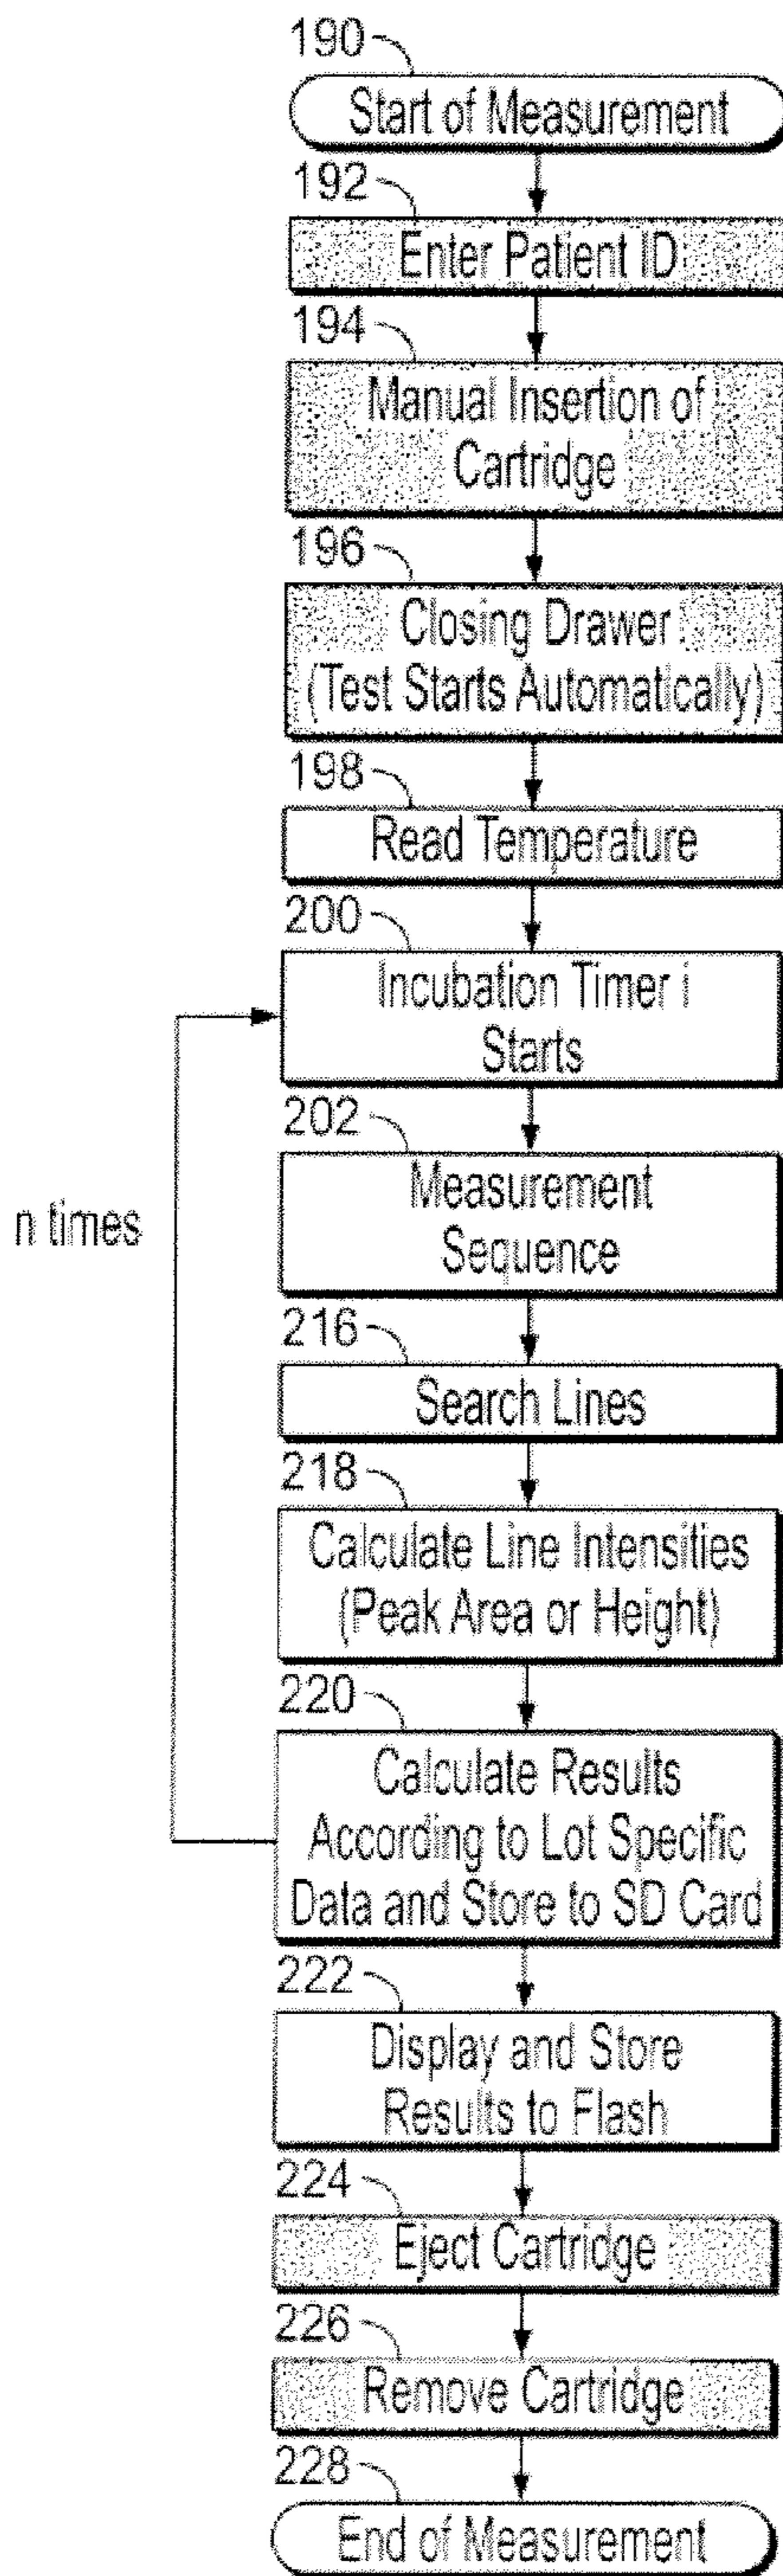 190
Start of Measurement
192
Enter Patient ID
194
Manual Insertion of
Cartridge
196
Closing Drawer
(Test Starts Automatically)
198
Read Temperature
200
Incubation Timer i
Starts
202
Measurement
Sequence
n times
216
Search Lines
218
Calculate Line Intensities
(Peak Area or Height)
220
Calculate Results
According to Lot Specific
Data and Store to SD Card
222
Display and Store
Results to Flash
224
Eject Cartridge
226
Remove Cartridge
228
End of Measurement